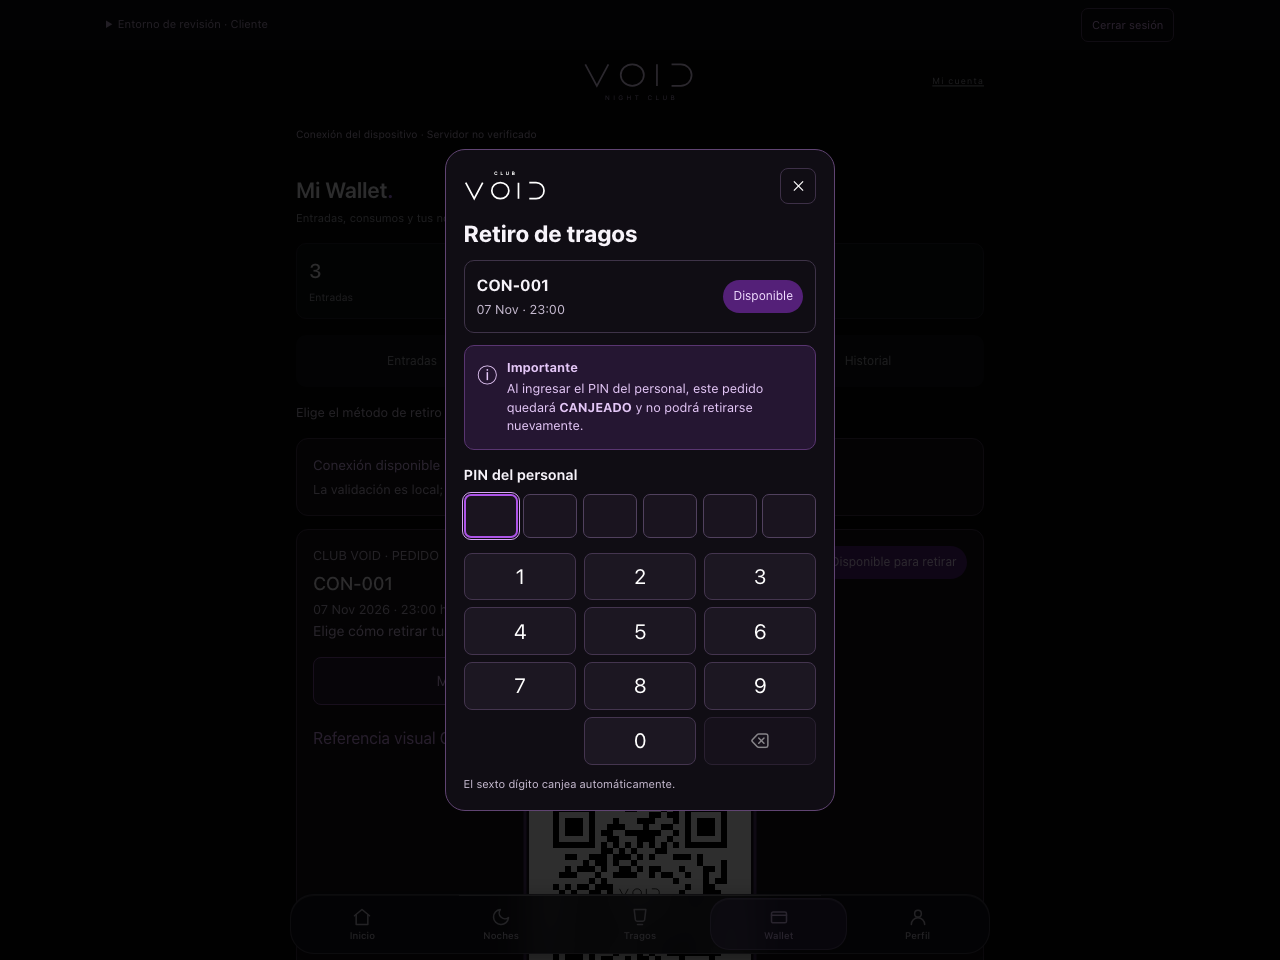 ▶ Entorno de revisión · Cliente
Cerrar sesión
VOID
NIGHT CLUB
Mi cuenta
Conexión del dispositivo · Servidor no verificado
Mi Wallet.
Entradas, consumos y tus
3
Entradas
Entradas
Historial
Elige el método de retiro
Conexión disponible
La validación es local;
CLUB VOID · PEDIDO
Disponible para retirar
CON-001
07 Nov 2026 · 23:00
Elige cómo retirar
Referencia visual
CLUB
VOID
Retiro de tragos
CON-001
07 Nov · 23:00
Disponible
Importante
Al ingresar el PIN del personal, este pedido
quedará CANJEADO y no podrá retirarse
nuevamente.
PIN del personal
1 2 3
4 5 6
7 8 9
0
El sexto dígito canjea automáticamente.
VOID
Inicio
Noches
Tragos
Wallet
Perfil